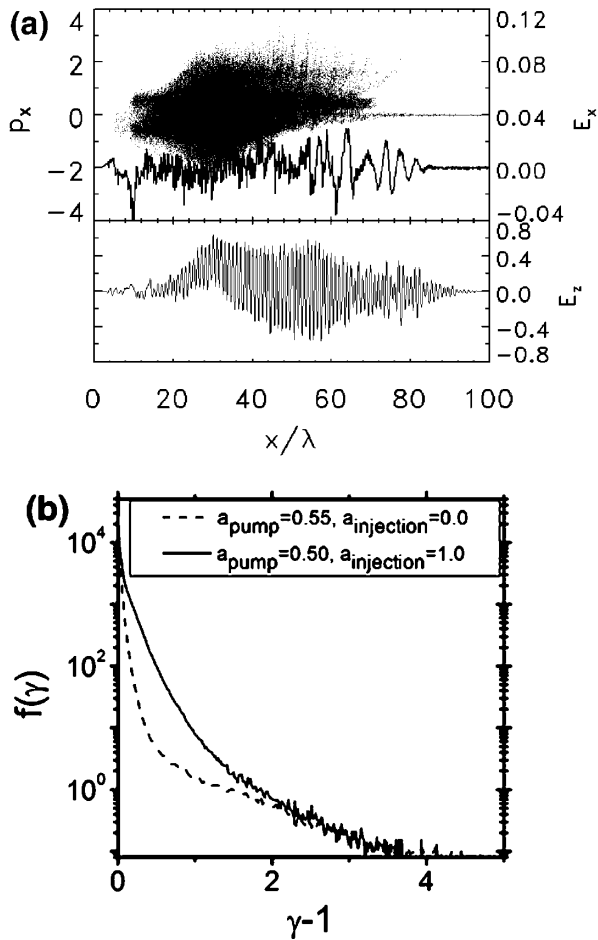 (a)
4
2
0
−2
−4
p_x
0.12
0.08
0.04
0.00
−0.04
E_x
0.8
0.4
0.0
−0.4
−0.8
E_z
0 20 40 60 80 100
x/λ
(b)
a_pump=0.55, a_injection=0.0
a_pump=0.50, a_injection=1.0
10^4
10^2
10^0
f(γ)
0 2 4
γ-1